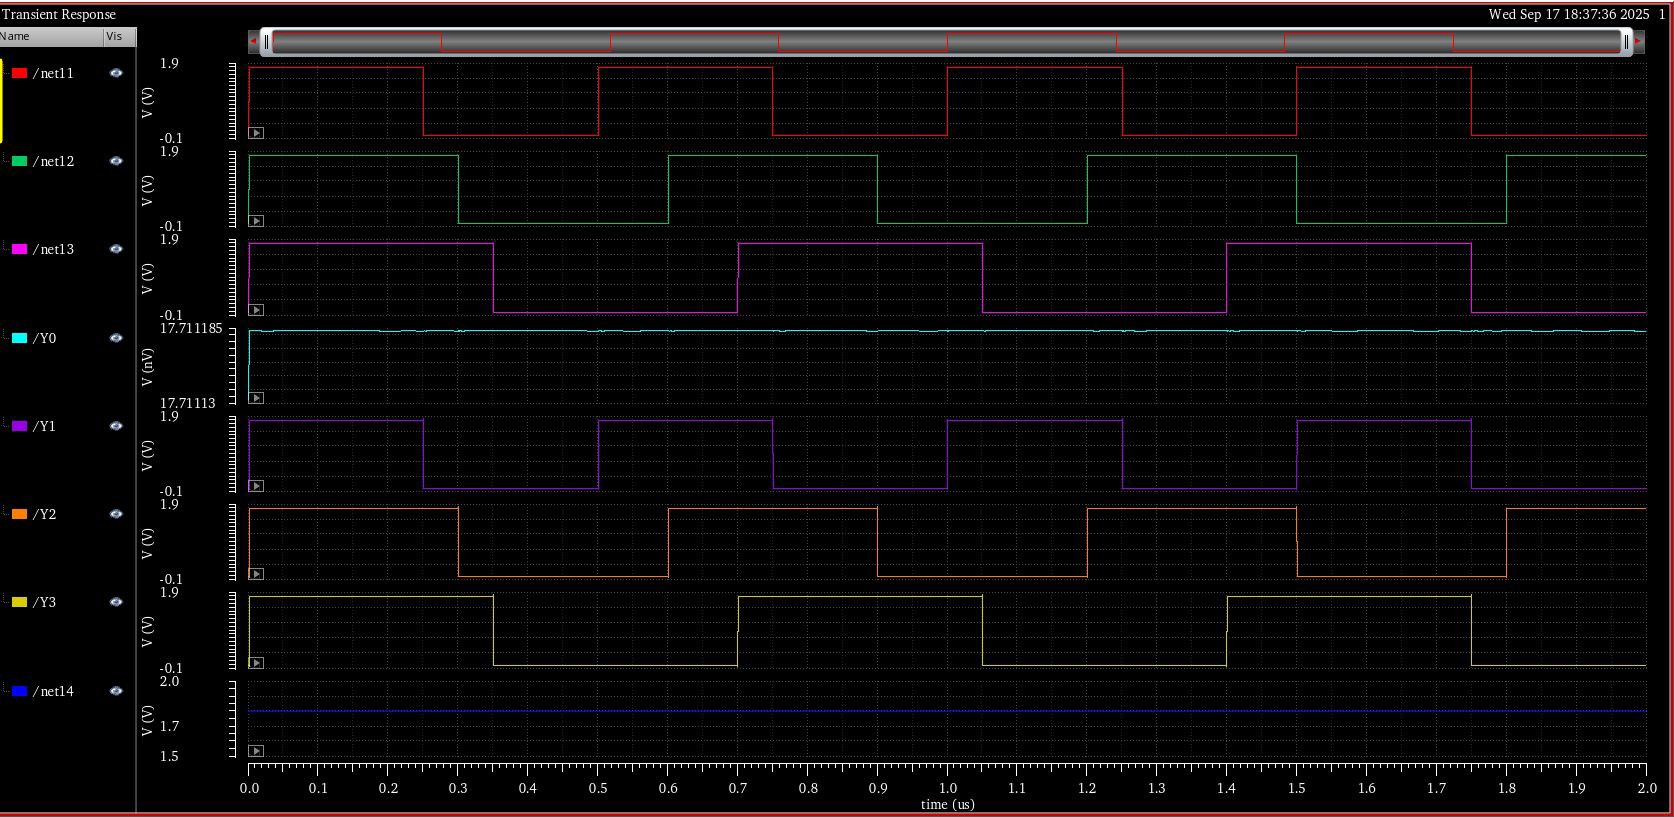 Transient Response
Wed Sep 17 18:37:36 2025 1
Name Vis
/net11
1.9
V (V)
-0.1
/net12
1.9
V (V)
-0.1
/net13
1.9
V (V)
-0.1
/Y0
17.711185
V (nV)
17.71113
/Y1
1.9
V (V)
-0.1
/Y2
1.9
V (V)
-0.1
/Y3
1.9
V (V)
-0.1
/net14
2.0
V (V)
1.7
1.5
0.0 0.1 0.2 0.3 0.4 0.5 0.6 0.7 0.8 0.9 1.0 1.1 1.2 1.3 1.4 1.5 1.6 1.7 1.8 1.9 2.0
time (us)